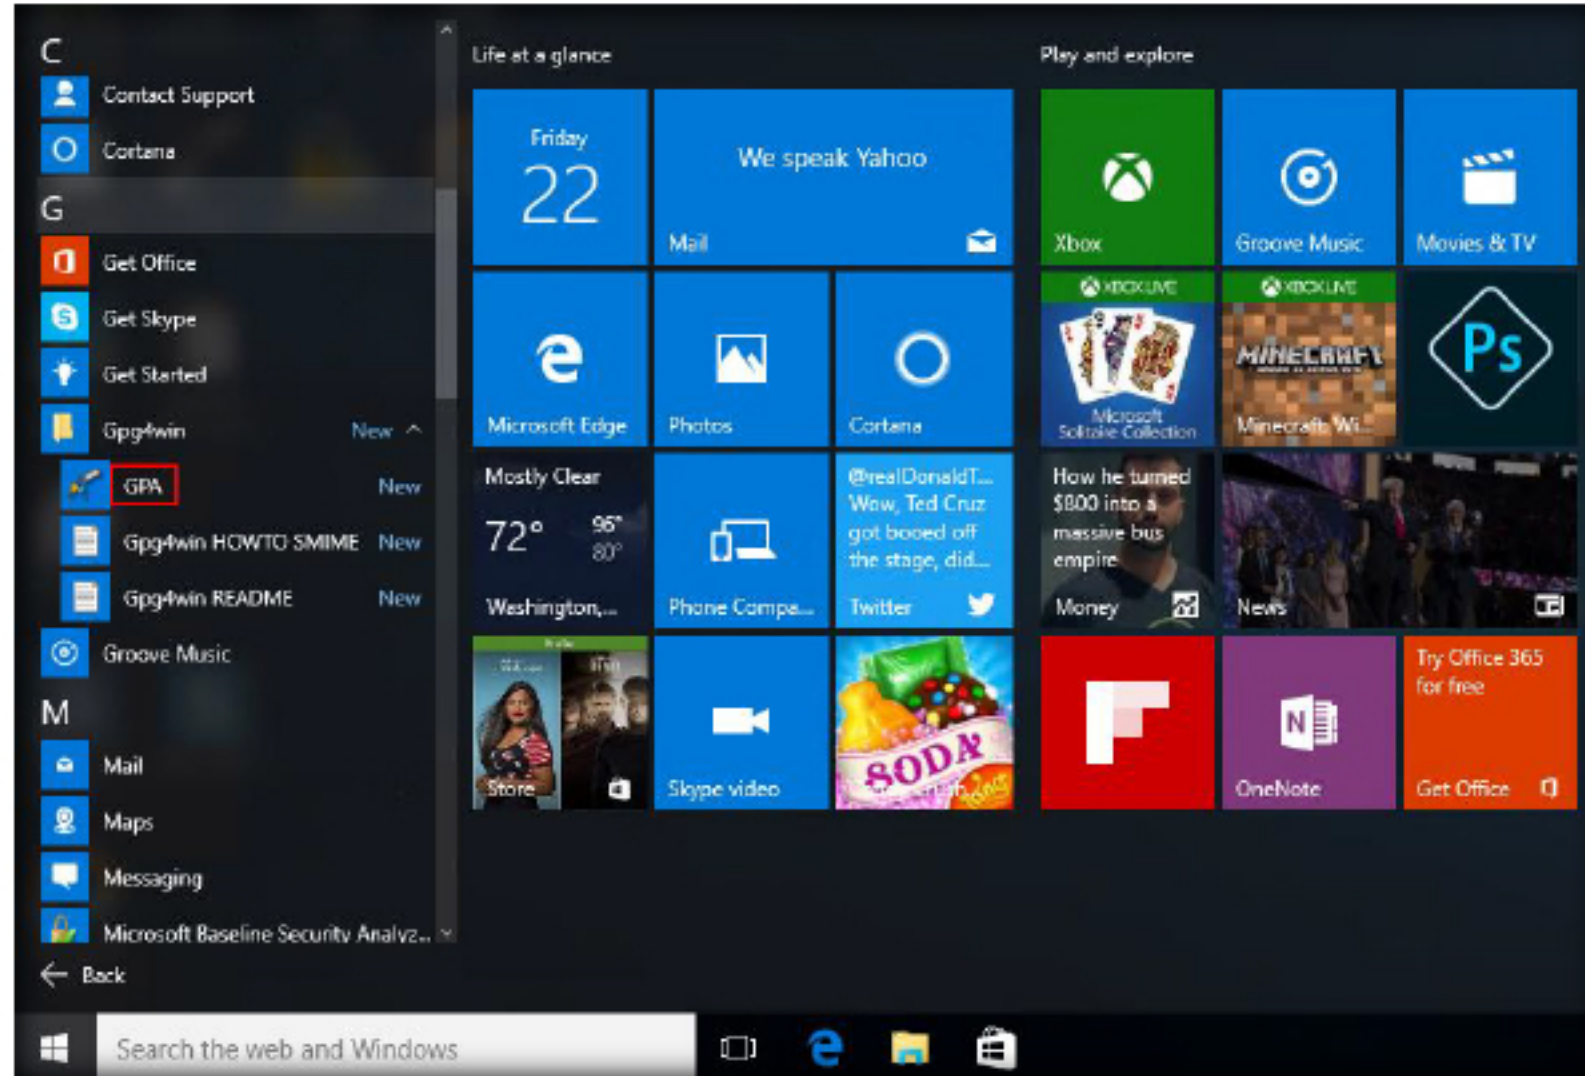 C
Contact Support
Cortana
G
Get Office
Get Skype
Get Started
Gpg4win New
GPA New
Gpg4win HOWTO SMIME New
Gpg4win README New
Groove Music
M
Mail
Maps
Messaging
Microsoft Baseline Security Analyz...
Back
Search the web and Windows
Life at a glance
Friday
22
We speak Yahoo
Mail
Microsoft Edge
Photos
Cortana
Mostly Clear
72° 96°
80°
Washington,...
Phone Compa...
@realDonaldT...
Wow, Ted Cruz
got booed off
the stage, did...
Twitter
Store
Skype video
SODA
Play and explore
Xbox
Groove Music
Movies & TV
XBOX LIVE
Microsoft
Solitaire Collection
XBOX LIVE
MINECRAFT
Minecraft: Wi...
Ps
How he turned
$800 into a
massive bus
empire
Money
News
N
OneNote
Try Office 365
for free
Get Office